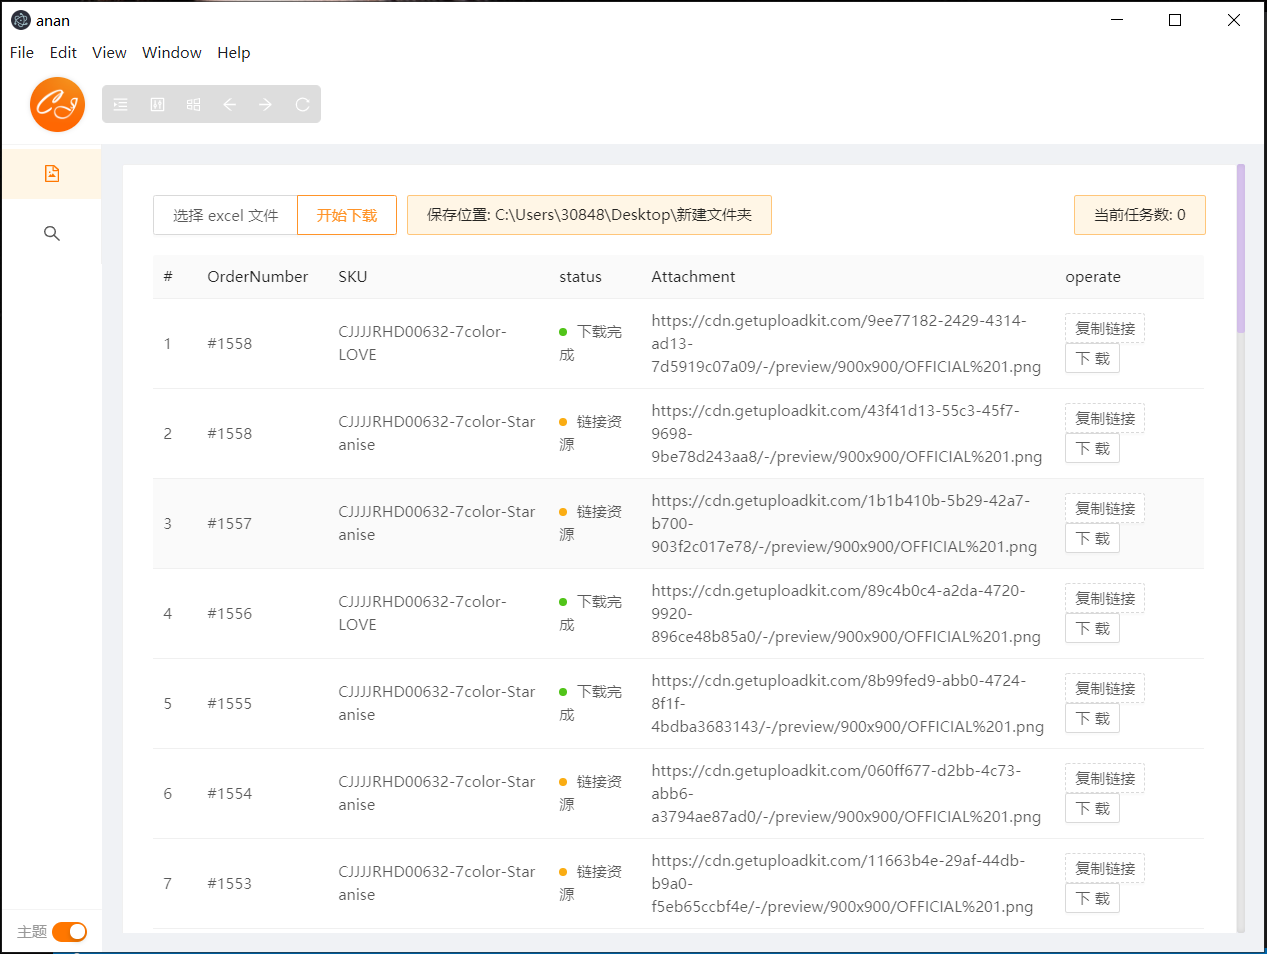 anan
File Edit View Window Help
CJ
选择 excel 文件 开始下载 保存位置: C:\Users\30848\Desktop\新建文件夹 当前任务数: 0
# OrderNumber SKU status Attachment operate
1 #1558 CJJJJRHD00632-7color-
LOVE
下载完
成
https://cdn.getuploadkit.com/9ee77182-2429-4314-
ad13-
7d5919c07a09/-/preview/900x900/OFFICIAL%201.png
复制链接
下 载
2 #1558 CJJJJRHD00632-7color-Star
anise
链接资
源
https://cdn.getuploadkit.com/43f41d13-55c3-45f7-
9698-
9be78d243aa8/-/preview/900x900/OFFICIAL%201.png
复制链接
下 载
3 #1557 CJJJJRHD00632-7color-Star
anise
链接资
源
https://cdn.getuploadkit.com/1b1b410b-5b29-42a7-
b700-
903f2c017e78/-/preview/900x900/OFFICIAL%201.png
复制链接
下 载
4 #1556 CJJJJRHD00632-7color-
LOVE
下载完
成
https://cdn.getuploadkit.com/89c4b0c4-a2da-4720-
9920-
896ce48b85a0/-/preview/900x900/OFFICIAL%201.png
复制链接
下 载
5 #1555 CJJJJRHD00632-7color-Star
anise
下载完
成
https://cdn.getuploadkit.com/8b99fed9-abb0-4724-
8f1f-
4bdba3683143/-/preview/900x900/OFFICIAL%201.png
复制链接
下 载
6 #1554 CJJJJRHD00632-7color-Star
anise
链接资
源
https://cdn.getuploadkit.com/060ff677-d2bb-4c73-
abb6-
a3794ae87ad0/-/preview/900x900/OFFICIAL%201.png
复制链接
下 载
7 #1553 CJJJJRHD00632-7color-Star
anise
链接资
源
https://cdn.getuploadkit.com/11663b4e-29af-44db-
b9a0-
f5eb65ccbf4e/-/preview/900x900/OFFICIAL%201.png
复制链接
下 载
主题